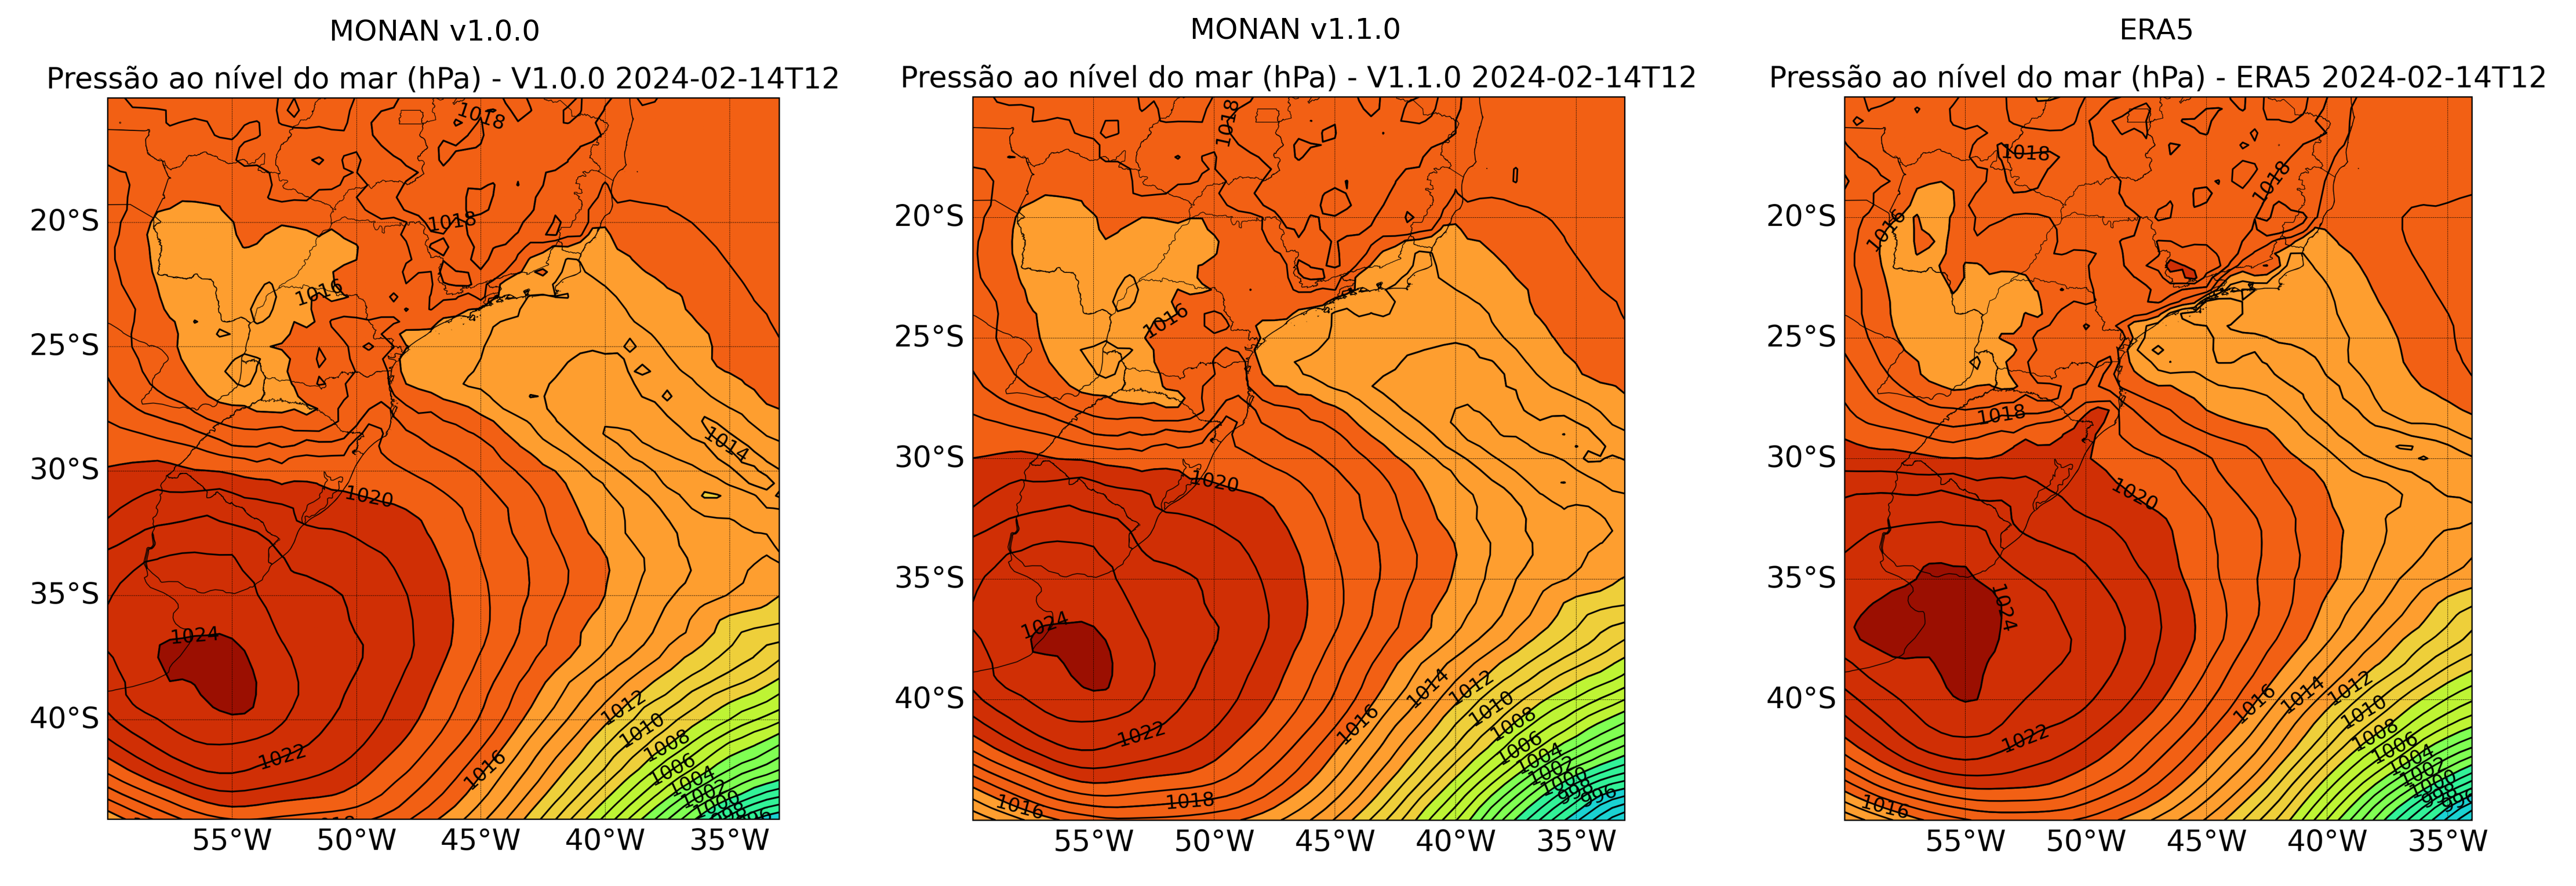 MONAN v1.0.0
Pressão ao nível do mar (hPa) - V1.0.0 2024-02-14T12
1018
1018
1016
1014
1020
1024
1022
1016
1012
1010
1008
1006
1004
1002
1000
998
20°S
25°S
30°S
35°S
40°S
55°W
50°W
45°W
40°W
35°W
MONAN v1.1.0
Pressão ao nível do mar (hPa) - V1.1.0 2024-02-14T12
1018
1016
1020
1024
1022
1018
1016
1016
1014
1012
1010
1008
1006
1004
1002
1000
998
996
20°S
25°S
30°S
35°S
40°S
55°W
50°W
45°W
40°W
35°W
ERA5
Pressão ao nível do mar (hPa) - ERA5 2024-02-14T12
1018
1018
1016
1018
1020
1024
1022
1016
1016
1014
1012
1010
1008
1006
1004
1002
1000
998
996
20°S
25°S
30°S
35°S
40°S
55°W
50°W
45°W
40°W
35°W